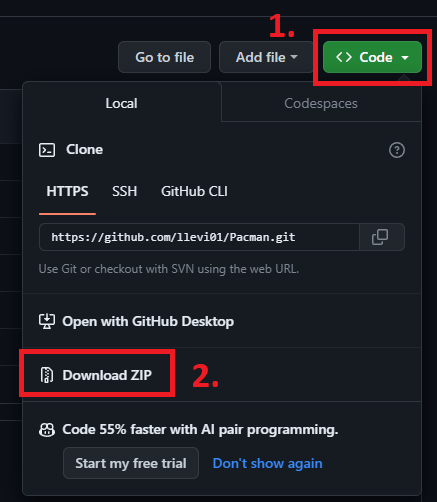 1.
Go to file
Add file
<> Code
Local
Codespaces
Clone
HTTPS
SSH
GitHub CLI
https://github.com/llevi01/Pacman.git
Use Git or checkout with SVN using the web URL.
Open with GitHub Desktop
Download ZIP
2.
Code 55% faster with AI pair programming.
Start my free trial
Don't show again